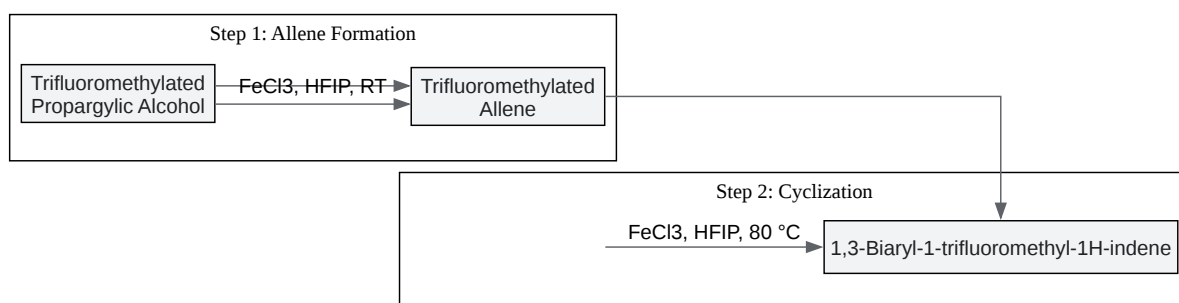 Step 1: Allene Formation
Trifluoromethylated
Propargylic Alcohol
FeCl3, HFIP, RT
Trifluoromethylated
Allene
Step 2: Cyclization
FeCl3, HFIP, 80 °C
1,3-Biaryl-1-trifluoromethyl-1H-indene